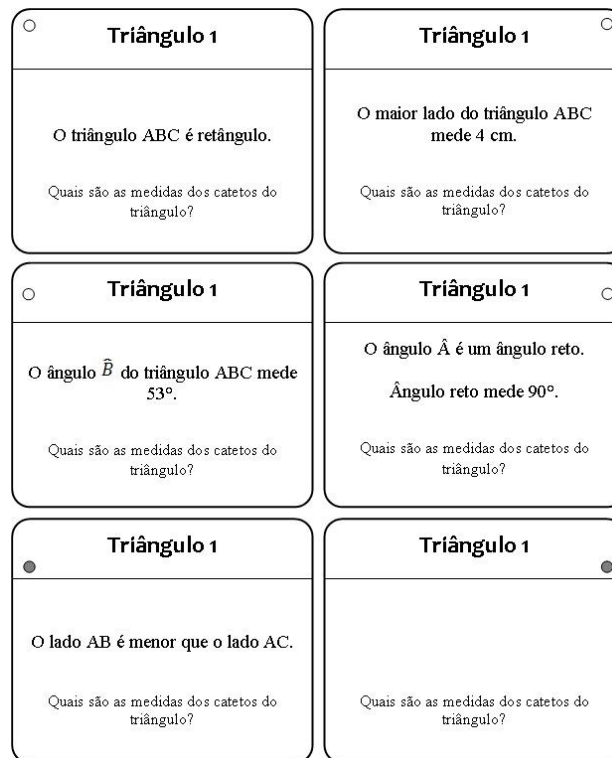 Triângulo 1
O triângulo ABC é retângulo.
Quais são as medidas dos catetos do
triângulo?
Triângulo 1
O maior lado do triângulo ABC
mede 4 cm.
Quais são as medidas dos catetos do
triângulo?
Triângulo 1
O ângulo B̂ do triângulo ABC mede
53º.
Quais são as medidas dos catetos do
triângulo?
Triângulo 1
O ângulo Â é um ângulo reto.
Ângulo reto mede 90º.
Quais são as medidas dos catetos do
triângulo?
Triângulo 1
O lado AB é menor que o lado AC.
Quais são as medidas dos catetos do
triângulo?
Triângulo 1
Quais são as medidas dos catetos do
triângulo?